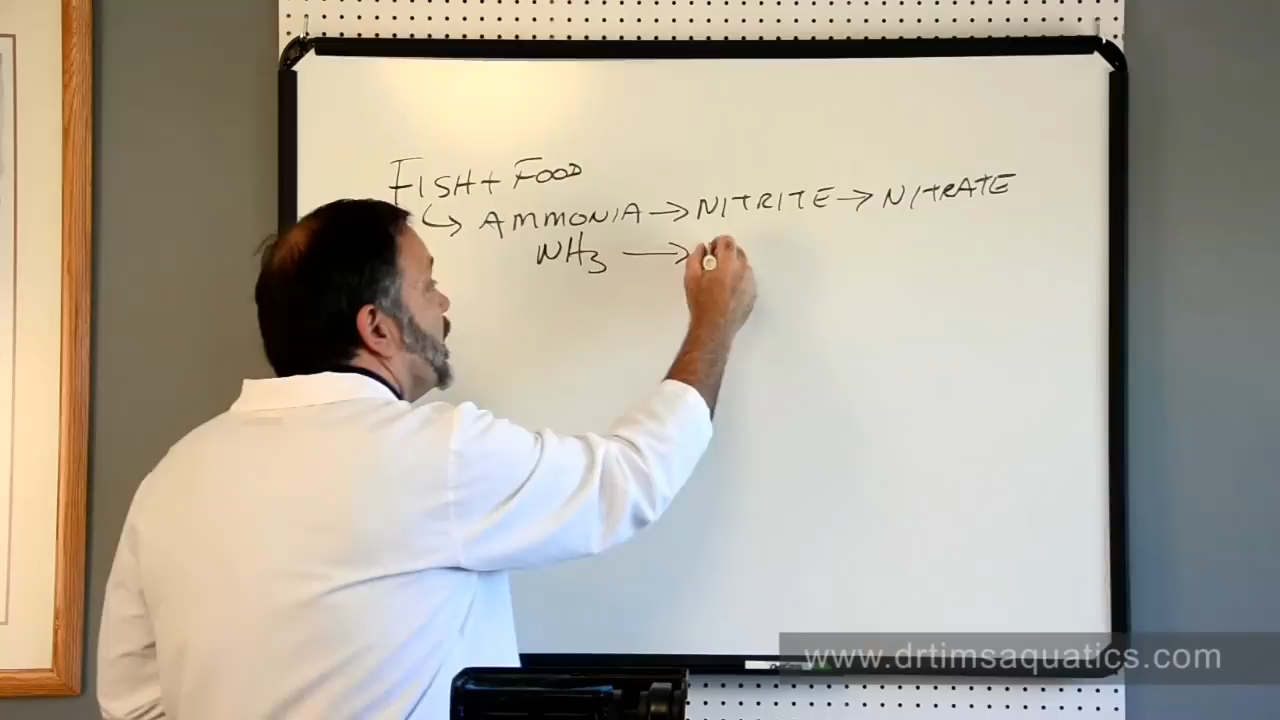 FISH + FOOD
↳ AMMONIA → NITRITE → NITRATE
NH3 →
www.drtimsaquatics.com